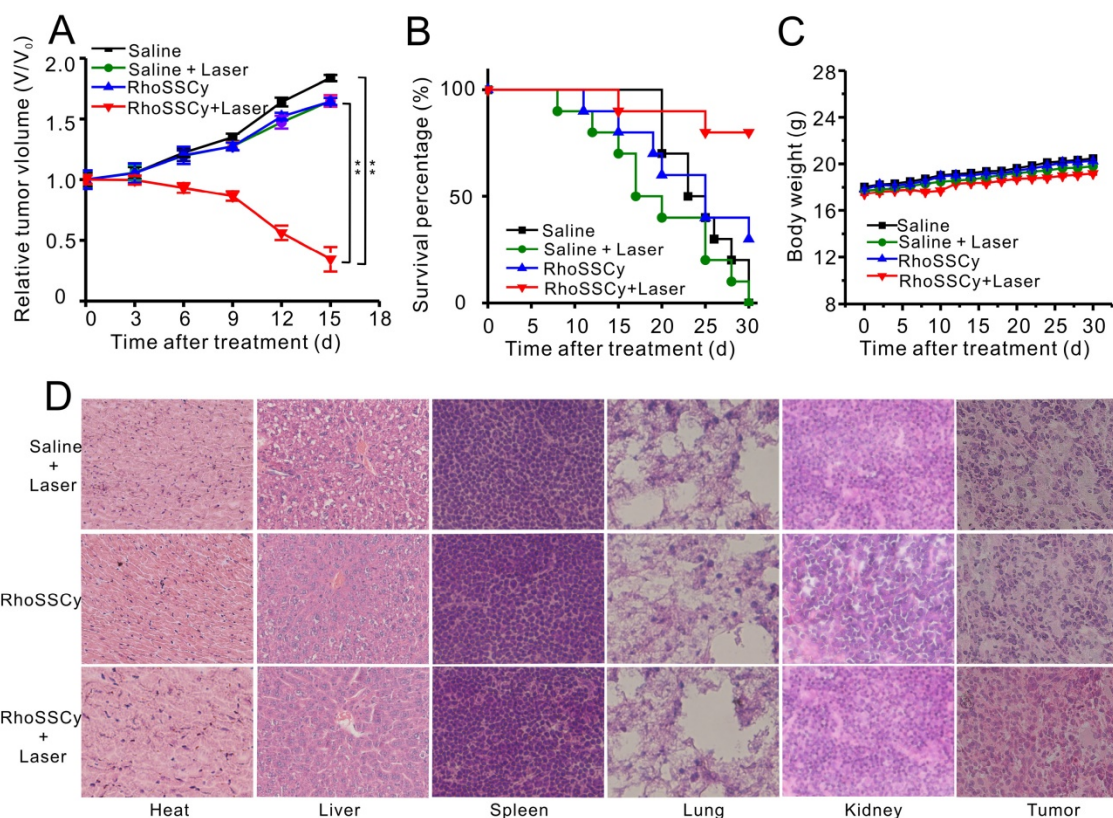 A
Relative tumor vlolume (V/V0)
2.0
1.5
1.0
0.5
0
0 3 6 9 12 15 18
Time after treatment (d)
Saline
Saline + Laser
RhoSSCy
RhoSSCy+Laser
**
**
B
Survival percentage (%)
100
50
0
0 5 10 15 20 25 30
Time after treatment (d)
Saline
Saline + Laser
RhoSSCy
RhoSSCy+Laser
C
Body weight (g)
28
24
20
16
12
8
0 5 10 15 20 25 30
Time after treatment (d)
Saline
Saline + Laser
RhoSSCy
RhoSSCy+Laser
D
Saline
+
Laser
RhoSSCy
RhoSSCy
+
Laser
Heat Liver Spleen Lung Kidney Tumor